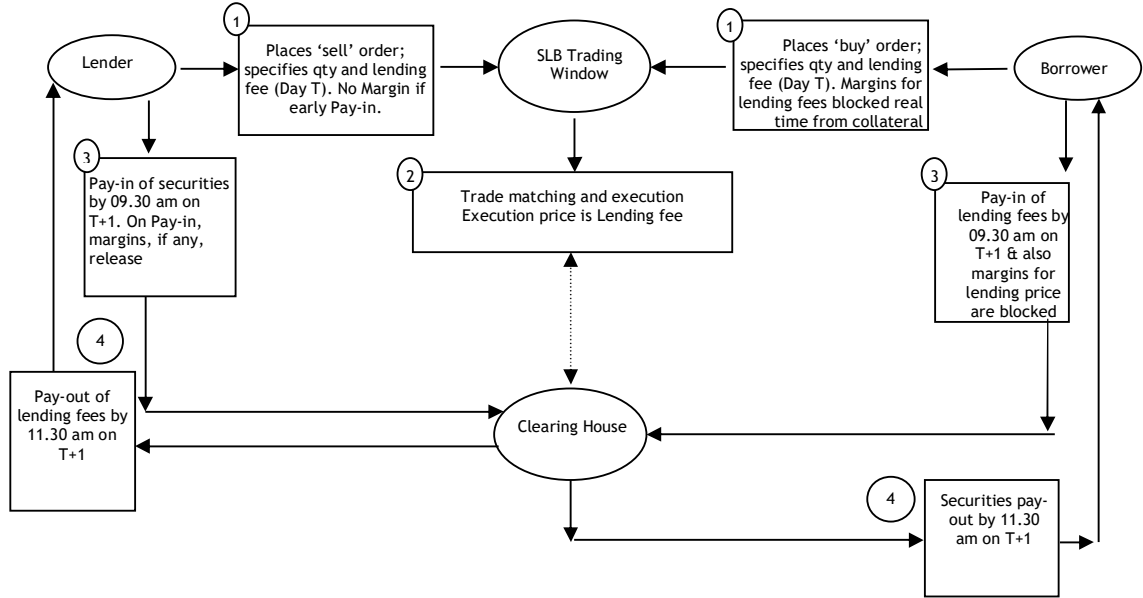 1
Lender
Places ‘sell’ order;
specifies qty and lending
fee (Day T). No Margin if
early Pay-in.
SLB Trading
Window
1
Places ‘buy’ order;
specifies qty and lending
fee (Day T). Margins for
lending fees blocked real
time from collateral
Borrower
3
Pay-in of securities
by 09.30 am on
T+1. On Pay-in,
margins, if any,
release
2
Trade matching and execution
Execution price is Lending fee
3
Pay-in of
lending fees by
09.30 am on
T+1 & also
margins for
lending price
are blocked
4
Pay-out of
lending fees by
11.30 am on
T+1
Clearing House
4
Securities pay-
out by 11.30
am on T+1